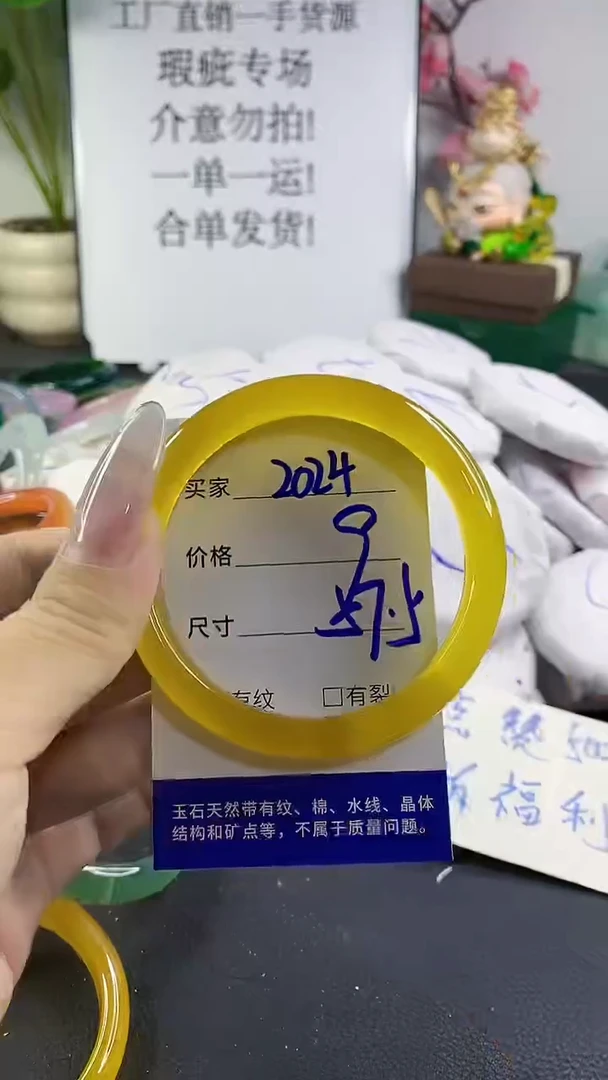 工厂直销一手货源
瑕疵专场
介意勿拍!
一单一运!
合单发货!
买家 2024
价格 9
尺寸 57.5
有纹 □有裂
玉石天然带有纹、棉、水线、晶体
结构和矿点等，不属于质量问题。
福利